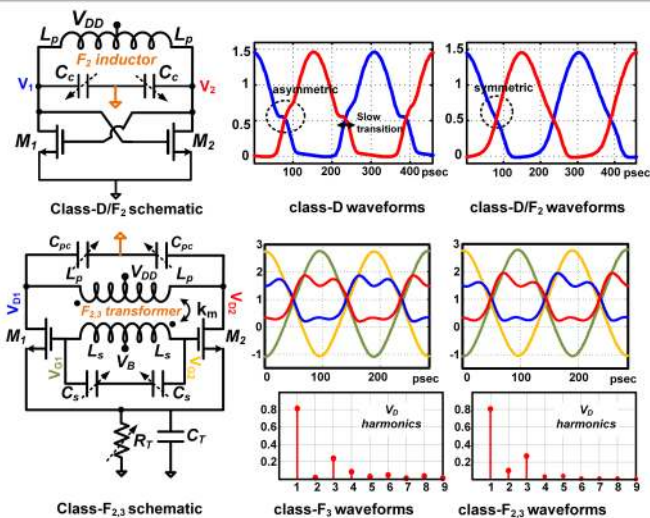 V_DD
L_p L_p
F_2 inductor
C_c C_c
V_1 V_2
M_1 M_2
Class-D/F_2 schematic
1.5
1
0.5
0
asymmetric
Slow
transition
100 200 300 400 psec
class-D waveforms
1.5
1
0.5
0
symmetric
100 200 300 400 psec
class-D/F_2 waveforms
C_pc C_pc
L_p V_DD L_p
V_D1 V_D2
F_2,3 transformer k_m
M_1 M_2
L_s V_B L_s
V_G1 V_G2
C_s C_s
R_T C_T
Class-F_2,3 schematic
3
2
1
0
-1
0 100 200
psec
3
2
1
0
-1
0 100 200
psec
0.8
0.6
0.4
0.2
V_D
harmonics
1 2 3 4 5 6 7 8 9
class-F_3 waveforms
0.8
0.6
0.4
0.2
V_D
harmonics
1 2 3 4 5 6 7 8 9
class-F_2,3 waveforms